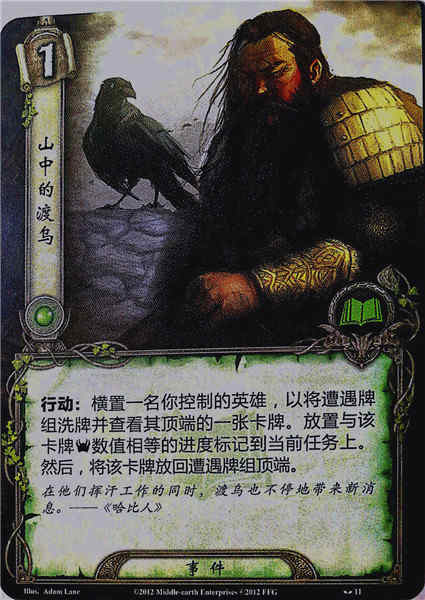 1
山中的渡乌
行动：横置一名你控制的英雄，以将遭遇牌
组洗牌并查看其顶端的一张卡牌。放置与该
卡牌数值相等的进度标记到当前任务上。
然后，将该卡牌放回遭遇牌组顶端。
在他们挥汗工作的同时，渡乌也不停地带来新消
息。——《哈比人》
事件
Illus. Adam Lane ©2012 Middle-earth Enterprises ©2012 FFG 11